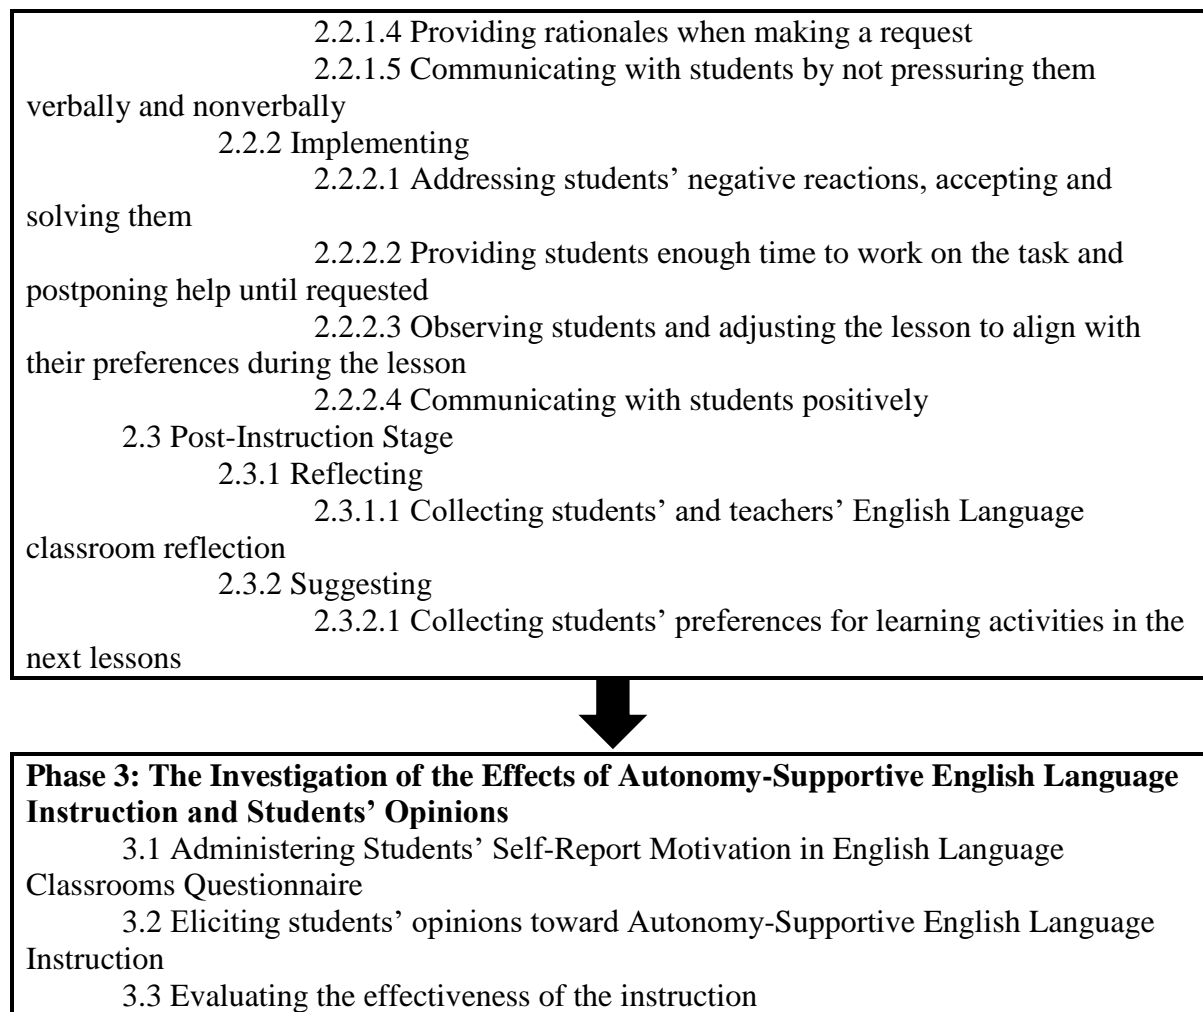 2.2.1.4 Providing rationales when making a request
2.2.1.5 Communicating with students by not pressuring them
verbally and nonverbally
2.2.2 Implementing
2.2.2.1 Addressing students’ negative reactions, accepting and
solving them
2.2.2.2 Providing students enough time to work on the task and
postponing help until requested
2.2.2.3 Observing students and adjusting the lesson to align with
their preferences during the lesson
2.2.2.4 Communicating with students positively
2.3 Post-Instruction Stage
2.3.1 Reflecting
2.3.1.1 Collecting students’ and teachers’ English Language
classroom reflection
2.3.2 Suggesting
2.3.2.1 Collecting students’ preferences for learning activities in the
next lessons
Phase 3: The Investigation of the Effects of Autonomy-Supportive English Language
Instruction and Students’ Opinions
3.1 Administering Students’ Self-Report Motivation in English Language
Classrooms Questionnaire
3.2 Eliciting students’ opinions toward Autonomy-Supportive English Language
Instruction
3.3 Evaluating the effectiveness of the instruction